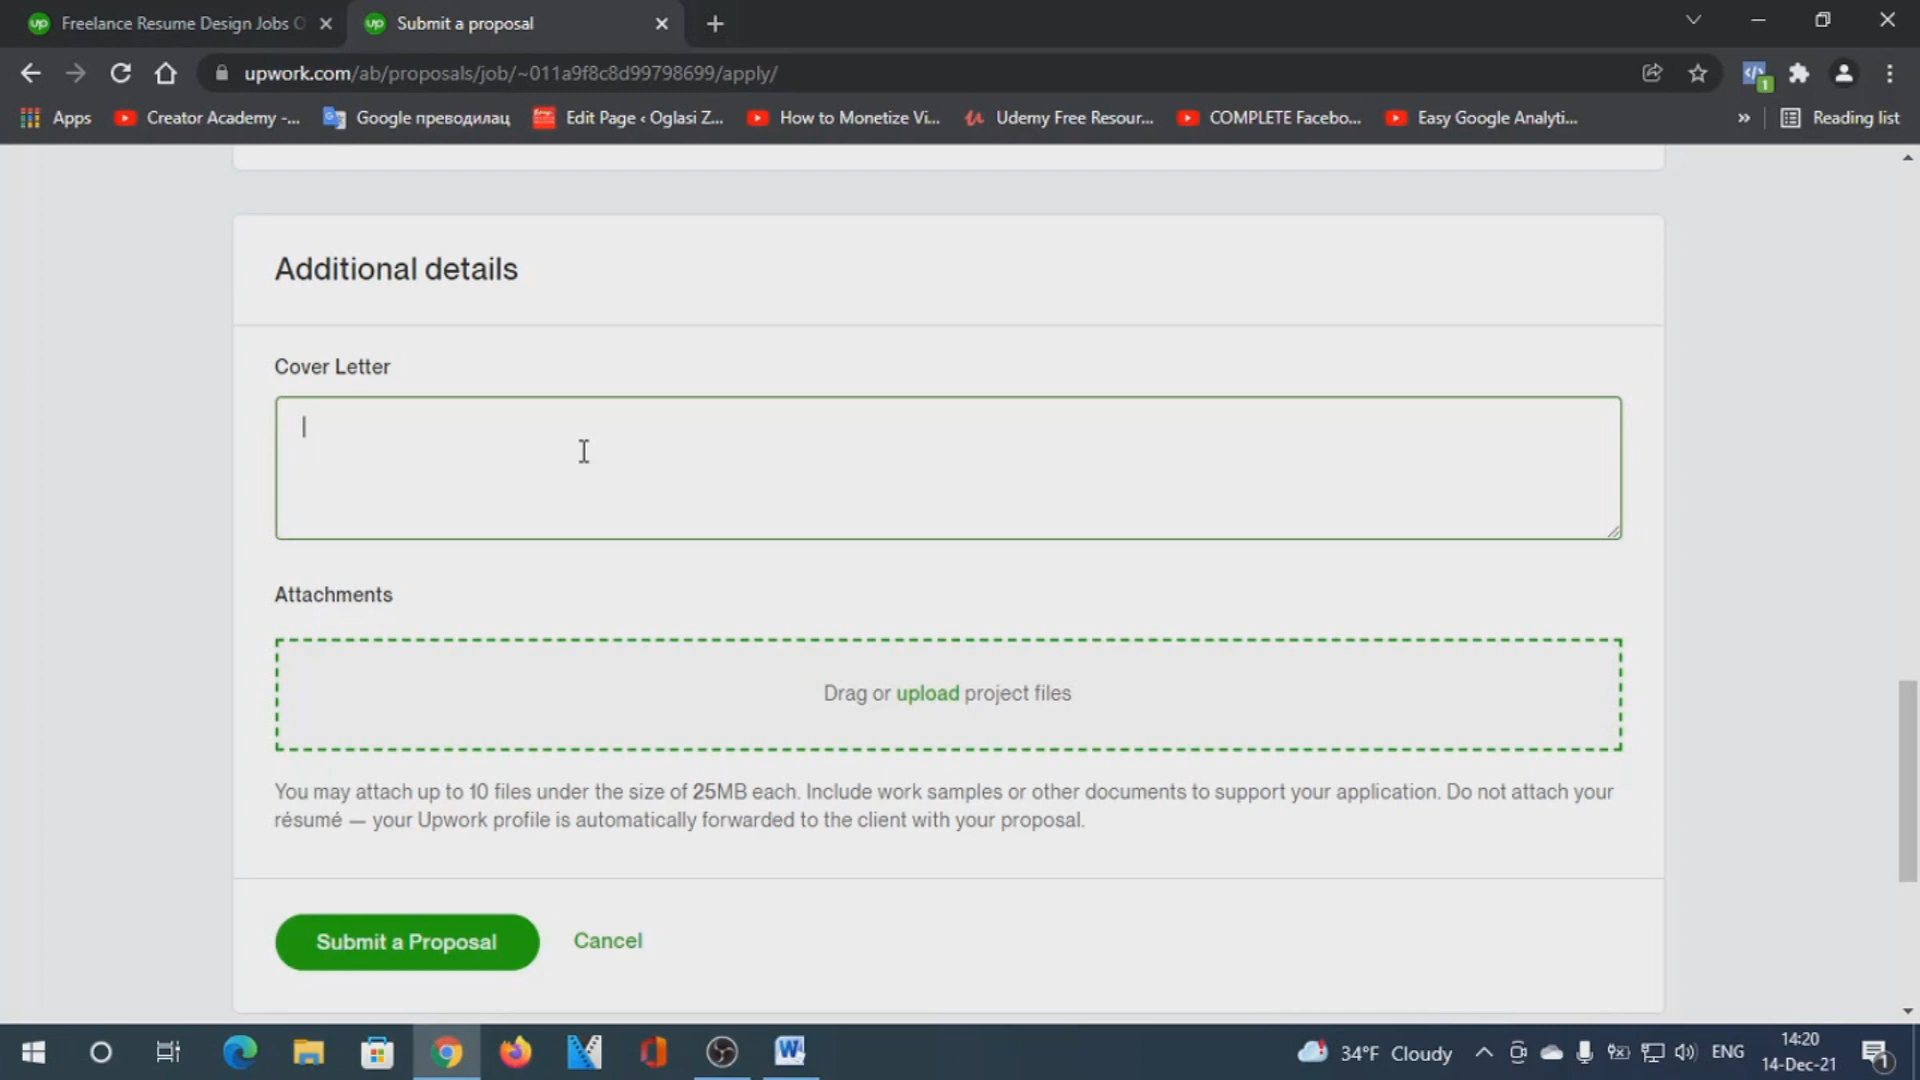 up Freelance Resume Design Jobs O
up Submit a proposal
upwork.com/ab/proposals/job/~011a9f8c8d99798699/apply/
1
Apps
Creator Academy -...
Google преводилац
Edit Page ‹ Oglasi Z...
How to Monetize Vi...
Udemy Free Resour...
COMPLETE Facebo...
Easy Google Analyti...
»
Reading list
Additional details
Cover Letter
Attachments
Drag or upload project files
You may attach up to 10 files under the size of 25MB each. Include work samples or other documents to support your application. Do not attach your
résumé — your Upwork profile is automatically forwarded to the client with your proposal.
Submit a Proposal
Cancel
34°F Cloudy
ENG
14:20
14-Dec-21
1